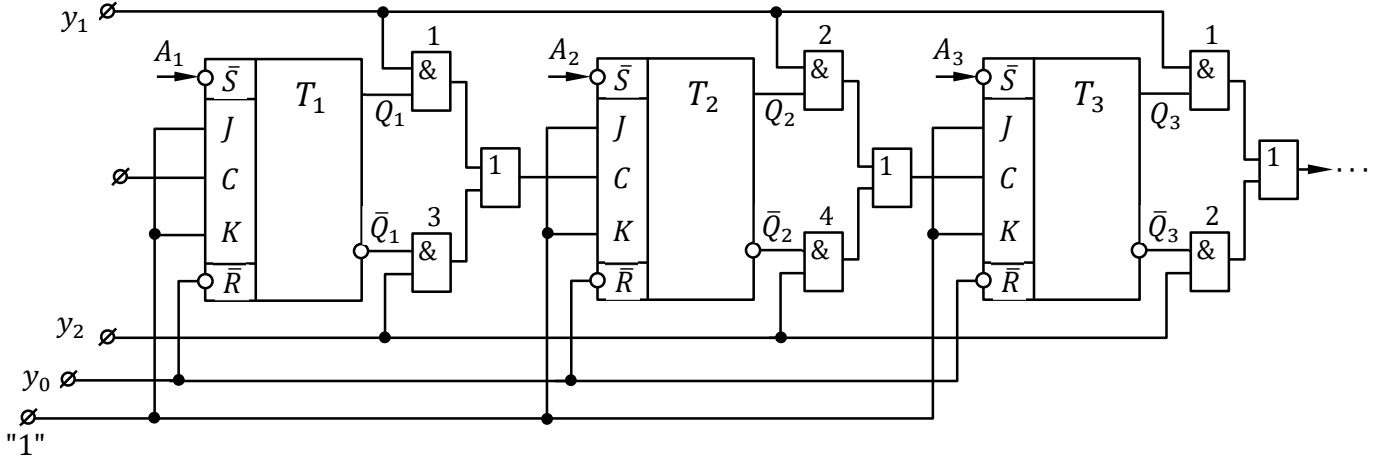 y₁
1
2
1
A₁
A₂
A₃
S̄ T₁ &
S̄ T₂ &
S̄ T₃ &
Q₁
Q₂
Q₃
J
J
J
1
1
1
...
C
C
C
K
K
K
Q̄₁
3
Q̄₂
4
Q̄₃
2
&
&
&
R̄
R̄
R̄
y₂
y₀
"1"